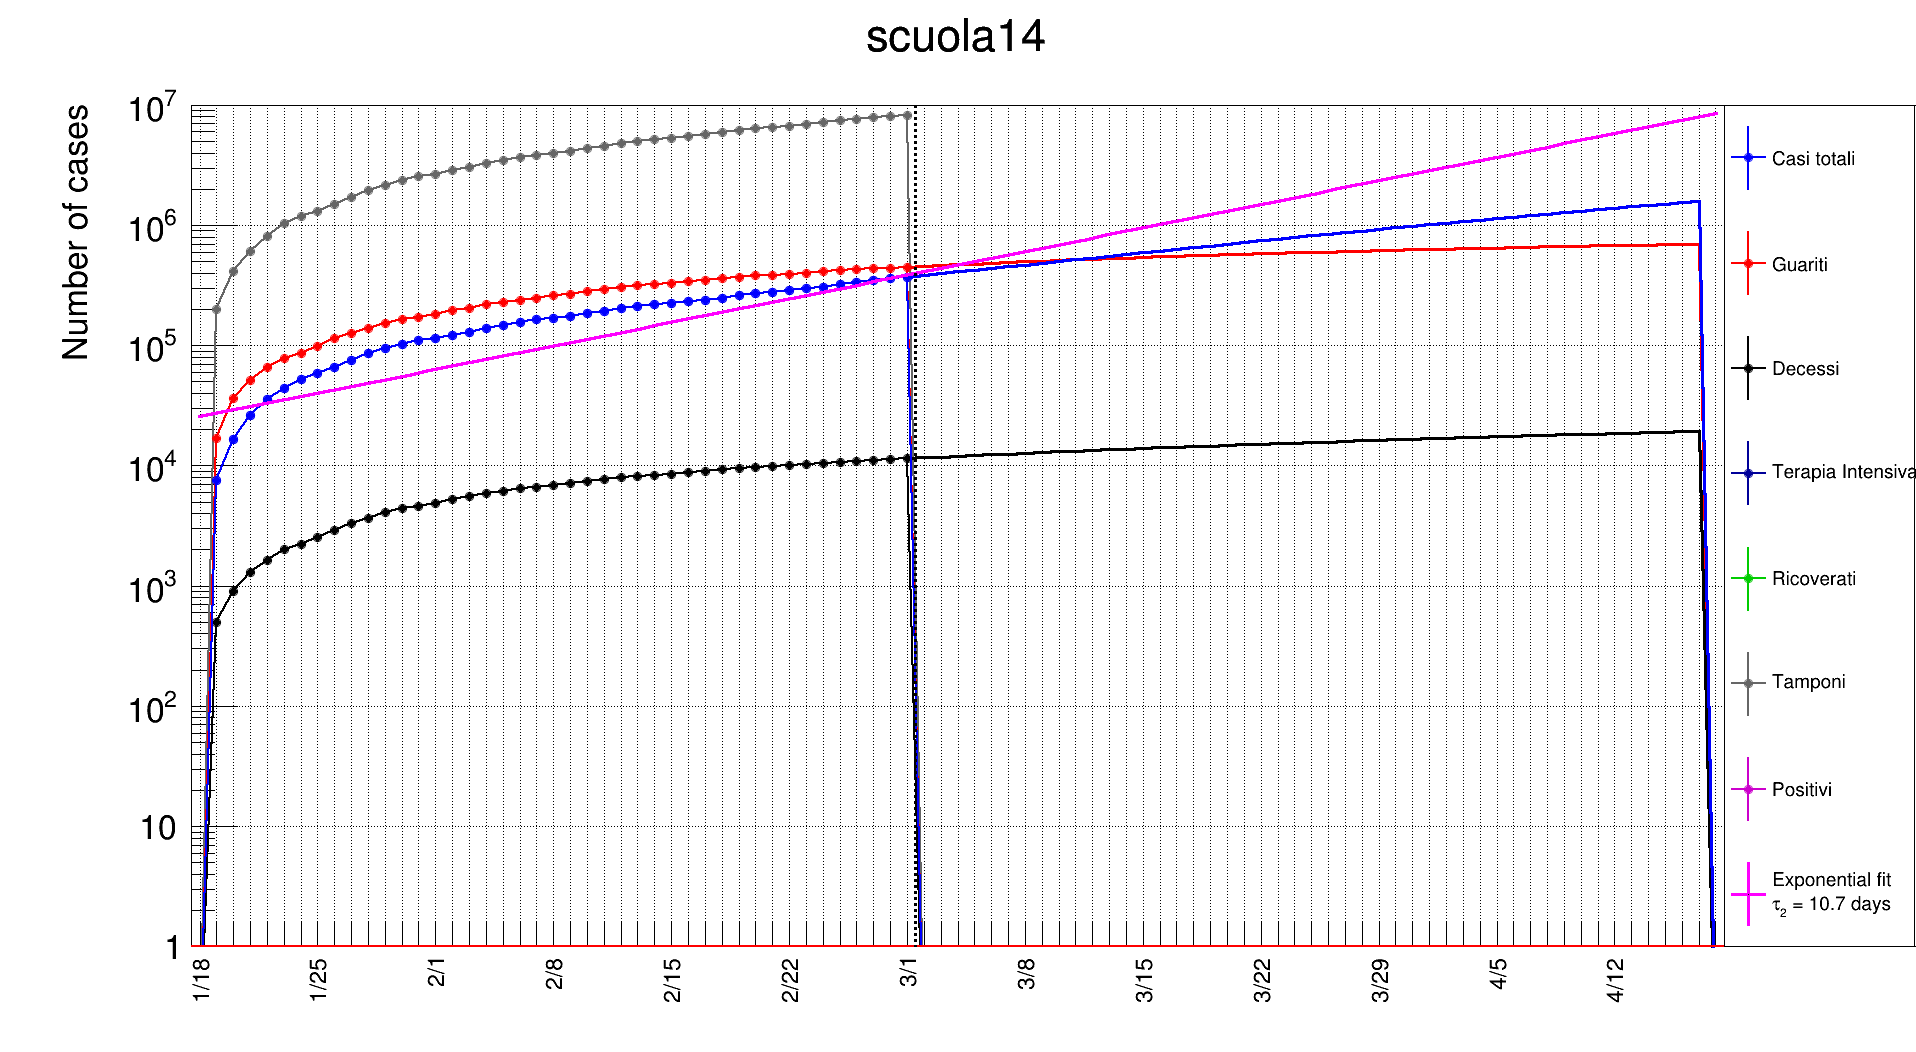 scuola14
Number of cases
10^7
10^6
10^5
10^4
10^3
10^2
10
1
1/18
1/25
2/1
2/8
2/15
2/22
3/1
3/8
3/15
3/22
3/29
4/5
4/12
Casi totali
Guariti
Decessi
Terapia Intensiva
Ricoverati
Tamponi
Positivi
Exponential fit
τ_2 = 10.7 days